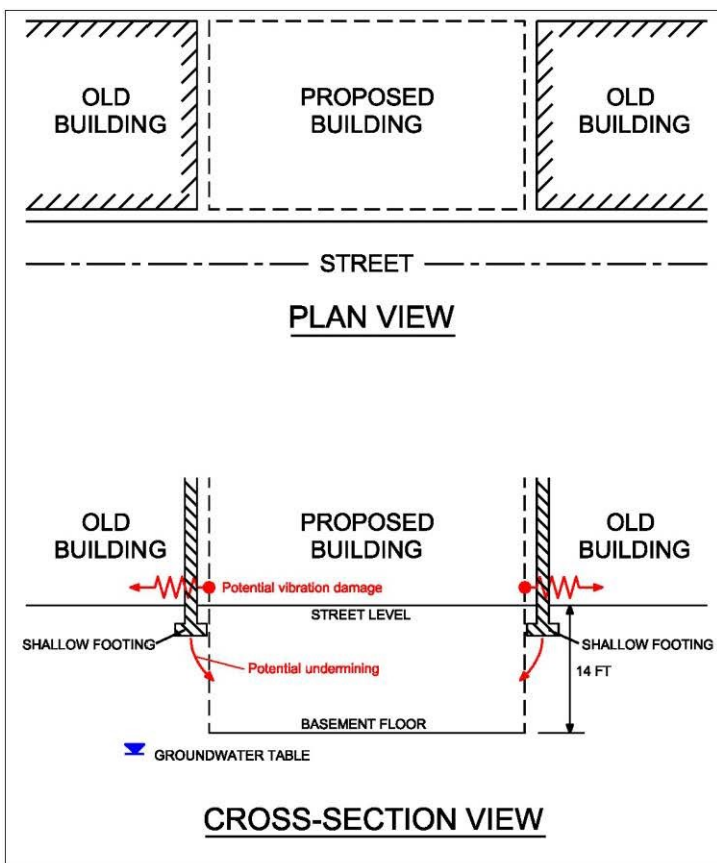 OLD
BUILDING
PROPOSED
BUILDING
OLD
BUILDING
STREET
PLAN VIEW
OLD
BUILDING
PROPOSED
BUILDING
OLD
BUILDING
Potential vibration damage
STREET LEVEL
SHALLOW FOOTING
SHALLOW FOOTING
Potential undermining
14 FT
BASEMENT FLOOR
GROUNDWATER TABLE
CROSS-SECTION VIEW